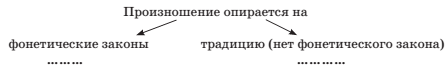 Произношение опирается на
фонетические законы традицию (нет фонетического закона)
……… …………